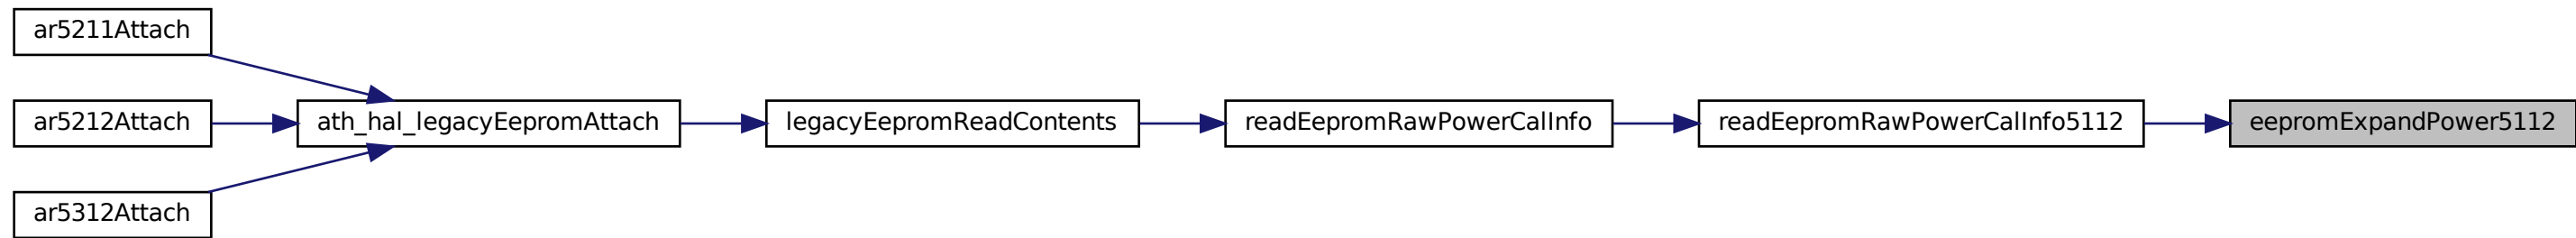 ar5211Attach
ar5212Attach
ar5312Attach
ath_hal_legacyEepromAttach
legacyEepromReadContents
readEepromRawPowerCalInfo
readEepromRawPowerCalInfo5112
eepromExpandPower5112